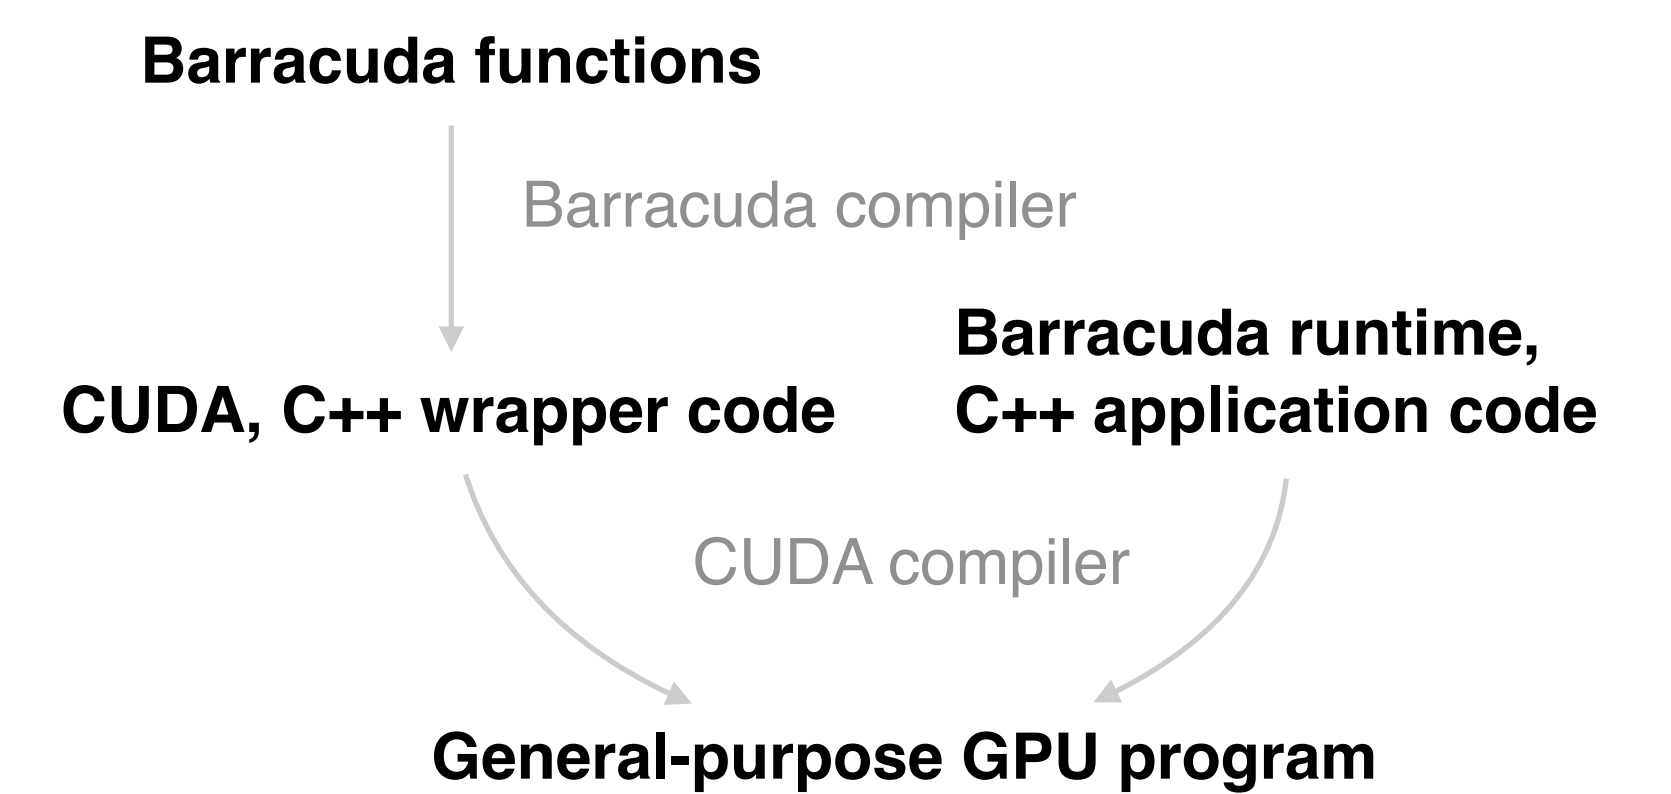 Barracuda functions
Barracuda compiler
Barracuda runtime,
C++ application code
CUDA, C++ wrapper code
CUDA compiler
General-purpose GPU program